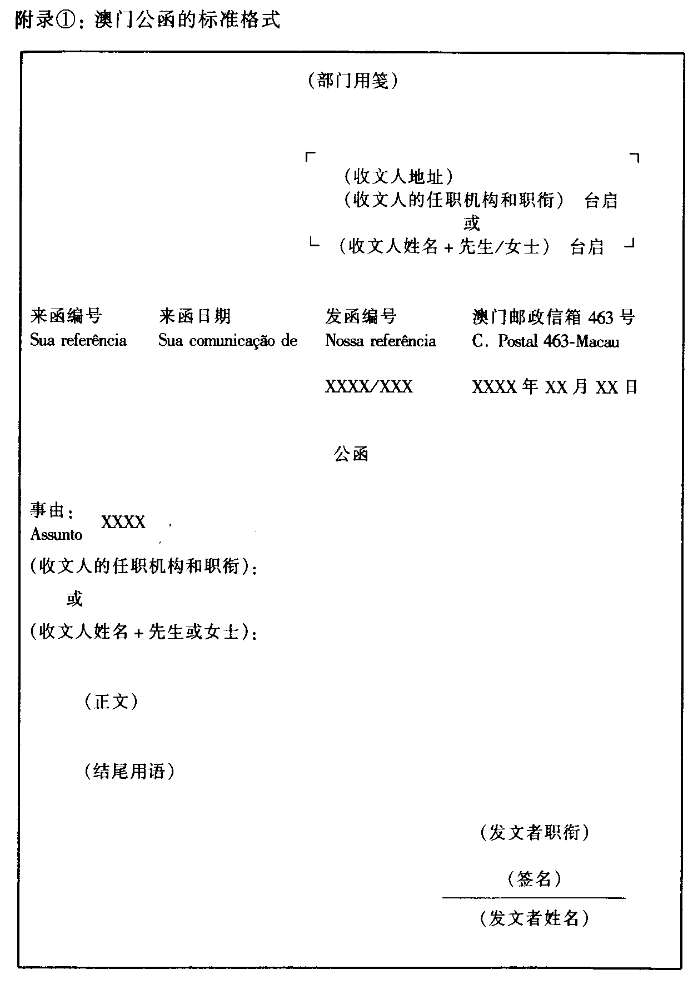 附录①：澳门公函的标准格式
（部门用笺）
（收文人地址）
（收文人的任职机构和职衔） 台启
或
（收文人姓名+先生/女士） 台启
来函编号 来函日期 发函编号 澳门邮政信箱 463 号
Sua referência Sua comunicação de Nossa referência C. Postal 463-Macau
XXXX/XXX XXXX 年 XX 月 XX 日
公函
事由：
XXXX
Assunto
（收文人的任职机构和职衔）：
或
（收文人姓名+先生或女士）：
（正文）
（结尾用语）
（发文者职衔）
（签名）
（发文者姓名）